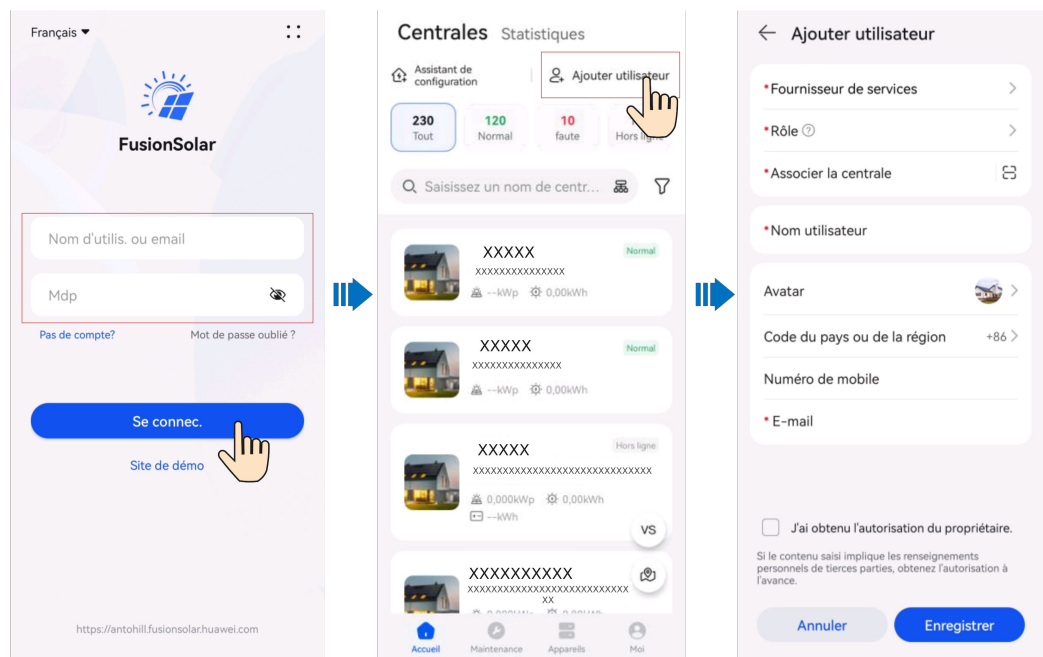 Français
FusionSolar
Nom d'utilis. ou email
Mdp
Pas de compte?
Mot de passe oublié ?
Se connec.
Site de démo
https://antohill.fusionsolar.huawei.com
Centrales Statistiques
Assistant de
configuration
Ajouter utilisateur
230
Tout
120
Normal
10
faute
Hors ligne
Saisissez un nom de centr...
XXXXX
Normal
XXXXXXXXXXXXXXX
--kWp 0,00kWh
XXXXX
Normal
XXXXXXXXXXXXXXX
--kWp 0,00kWh
XXXXX
Hors ligne
XXXXXXXXXXXXXXXXXXXXXXXXXXXXXX
0,000kWp 0,00kWh
--kWh
VS
XXXXXXXXXX
XXXXXXXXXXXXXXXXXXXXXXXXXXX
XX
Accueil
Maintenance
Appareils
Moi
Ajouter utilisateur
*Fournisseur de services
*Rôle
*Associer la centrale
*Nom utilisateur
Avatar
Code du pays ou de la région +86
Numéro de mobile
* E-mail
J'ai obtenu l'autorisation du propriétaire.
Si le contenu saisi implique les renseignements
personnels de tierces parties, obtenez l'autorisation à
l'avance.
Annuler
Enregistrer